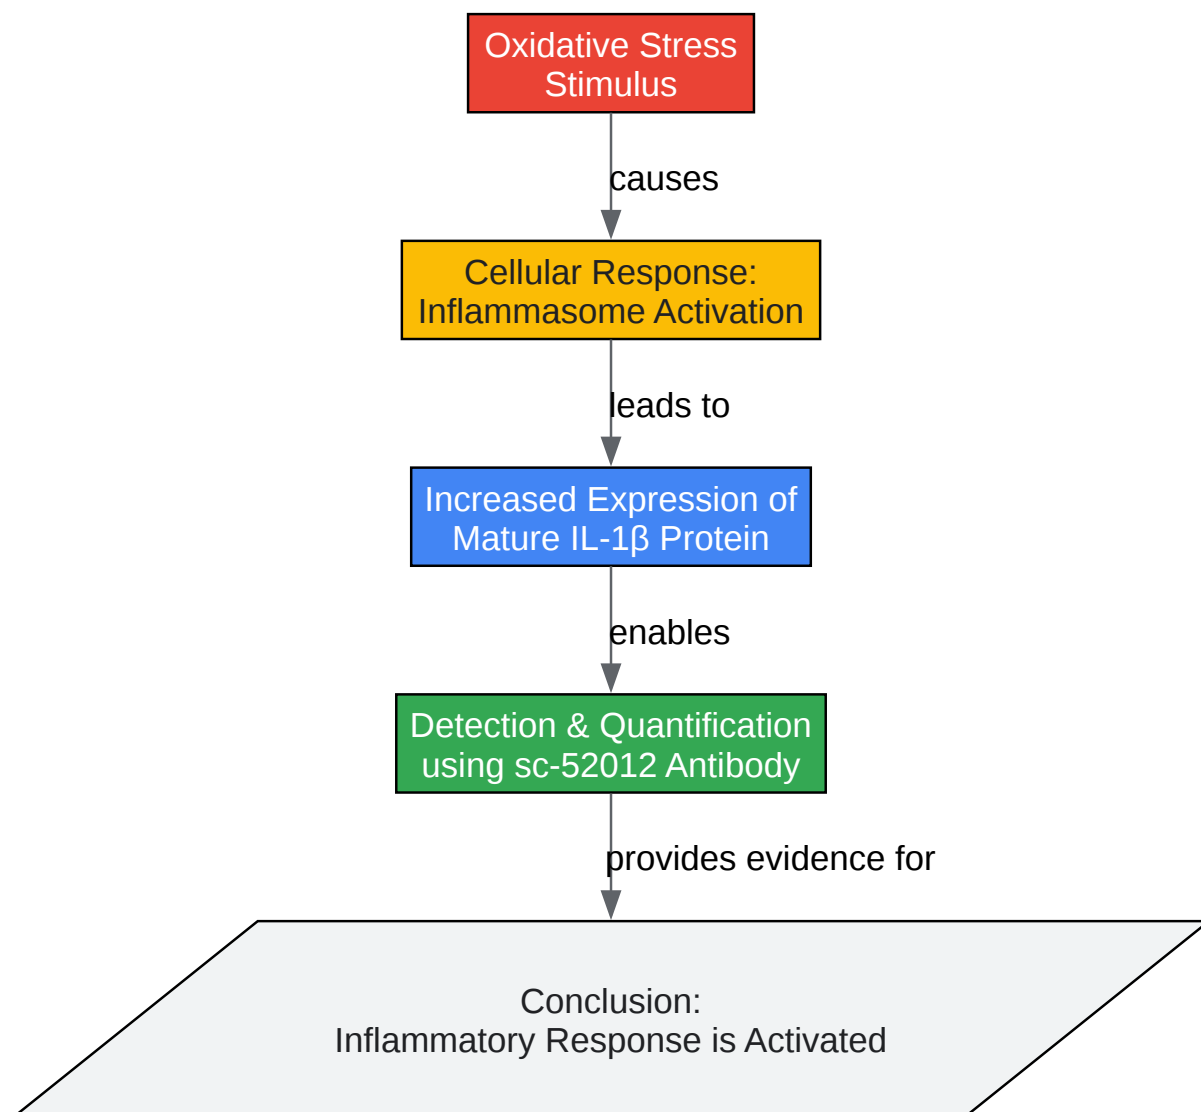 Oxidative Stress
Stimulus
causes
Cellular Response:
Inflammasome Activation
leads to
Increased Expression of
Mature IL-1β Protein
enables
Detection & Quantification
using sc-52012 Antibody
provides evidence for
Conclusion:
Inflammatory Response is Activated